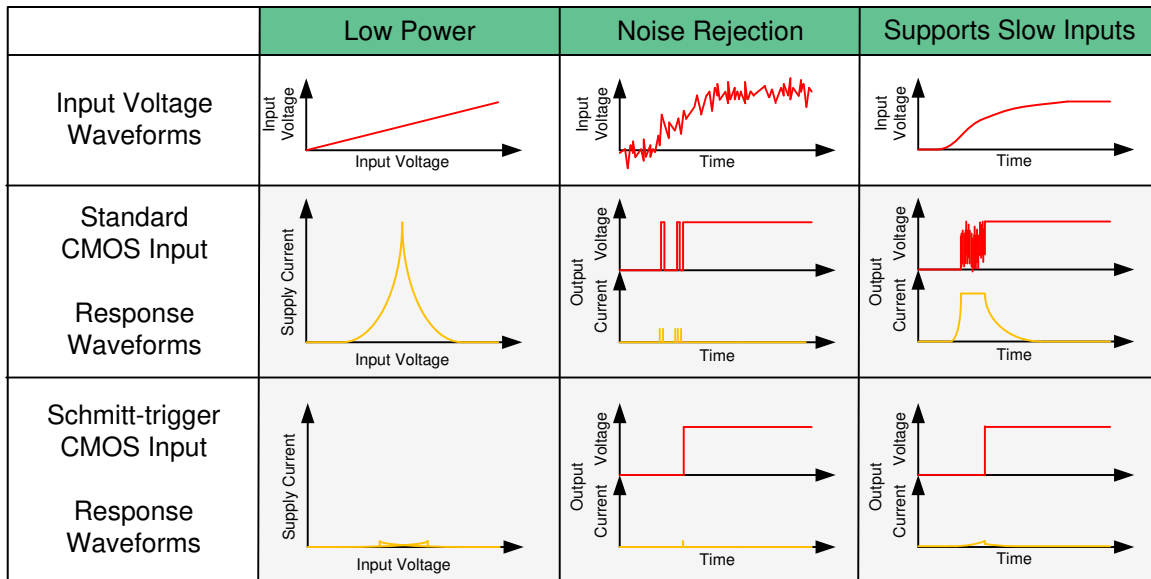 Low Power
Noise Rejection
Supports Slow Inputs
Input Voltage
Waveforms
Input
Voltage
Input Voltage
Input
Voltage
Time
Input
Voltage
Time
Standard
CMOS Input
Response
Waveforms
Supply Current
Input Voltage
Output
Voltage
Current
Time
Output
Voltage
Current
Time
Schmitt-trigger
CMOS Input
Response
Waveforms
Supply Current
Input Voltage
Output
Voltage
Current
Time
Output
Voltage
Current
Time